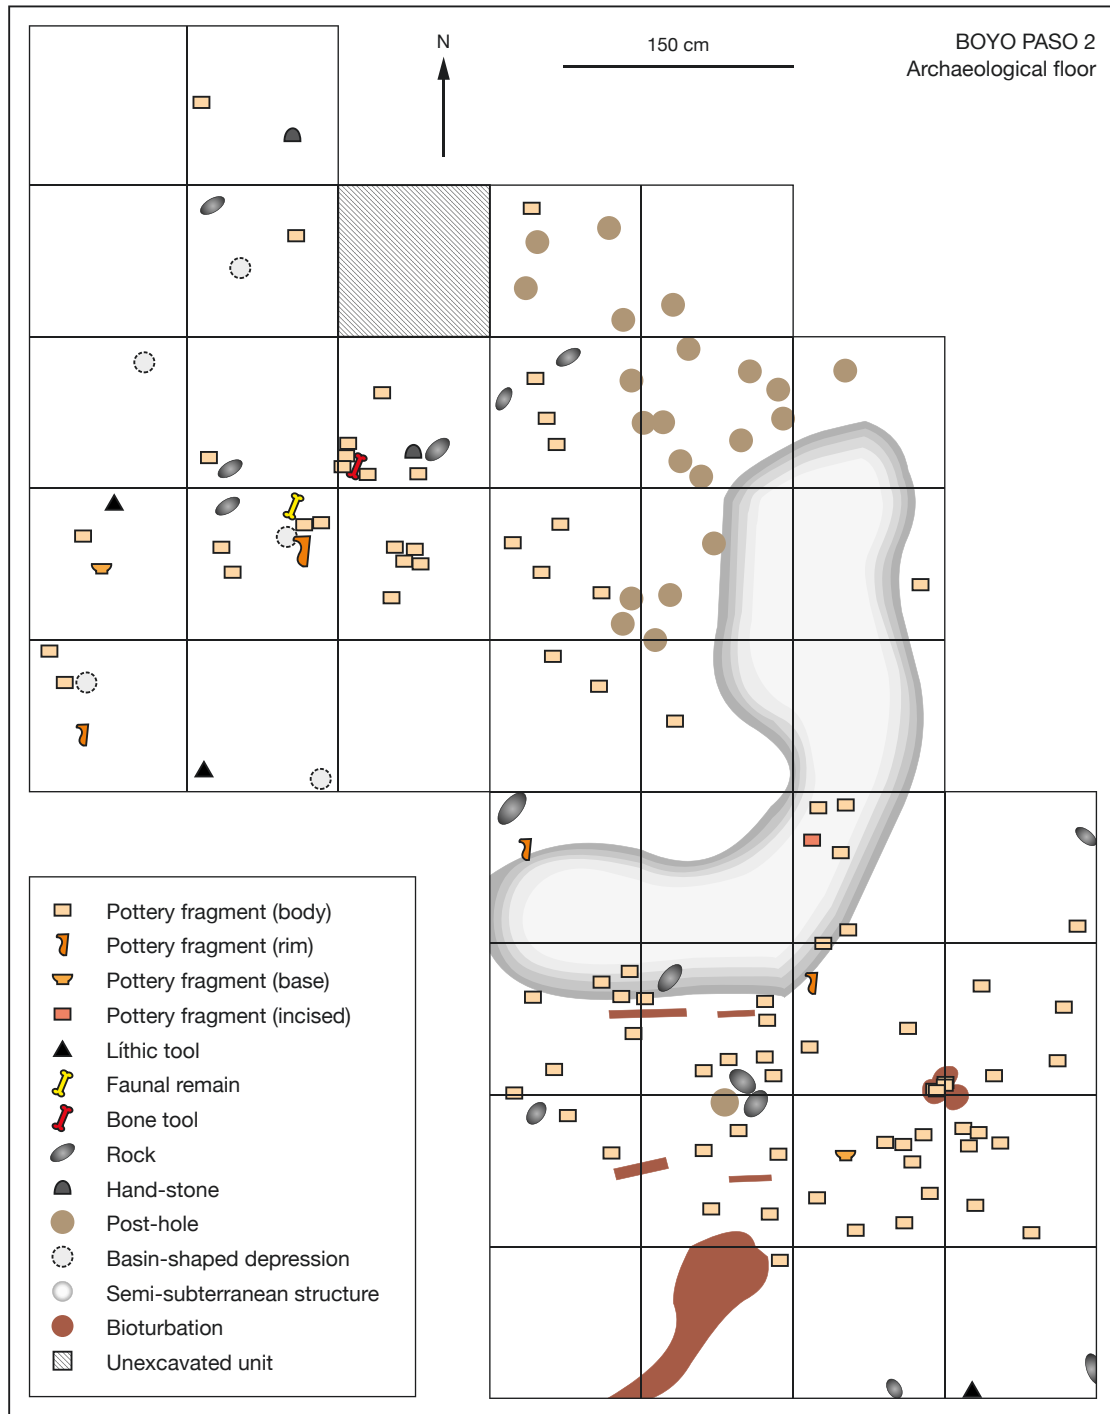 N
150 cm
BOYO PASO 2
Archaeological floor
Pottery fragment (body)
Pottery fragment (rim)
Pottery fragment (base)
Pottery fragment (incised)
Líthic tool
Faunal remain
Bone tool
Rock
Hand-stone
Post-hole
Basin-shaped depression
Semi-subterranean structure
Bioturbation
Unexcavated unit